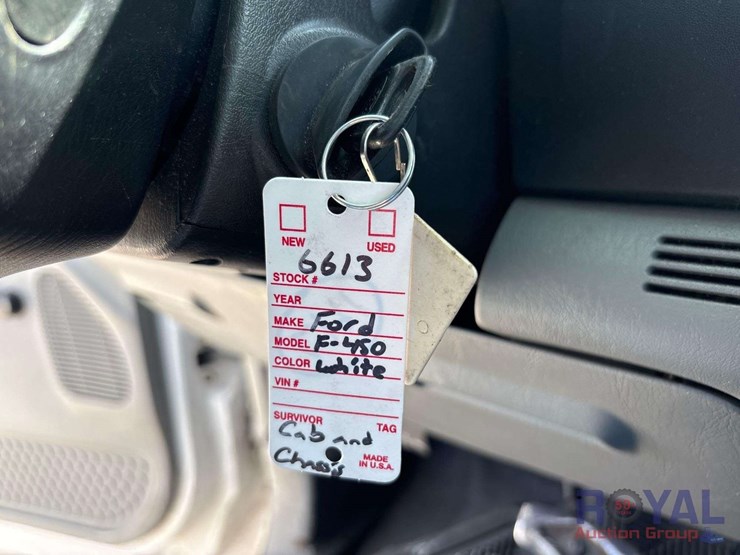 NEW USED
6613
STOCK #
YEAR
MAKE Ford
MODEL F-450
COLOR white
VIN #
SURVIVOR TAG
Cab and
Chassis
MADE
IN U.S.A.
ROYAL
Auction Group